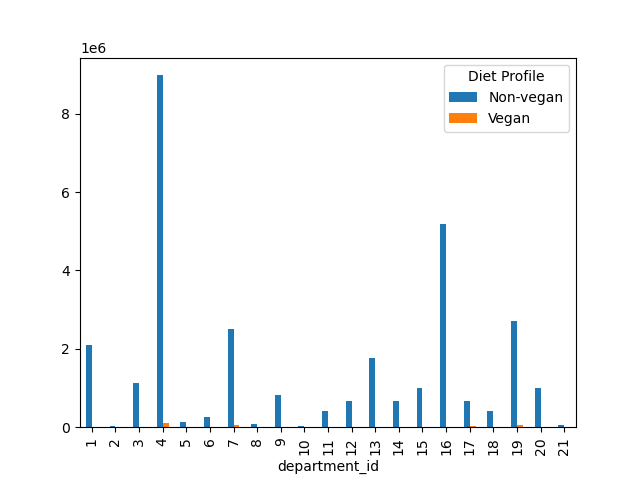 1e6
Diet Profile
Non-vegan
Vegan
8
6
4
2
0
1 2 3 4 5 6 7 8 9 10 11 12 13 14 15 16 17 18 19 20 21
department_id